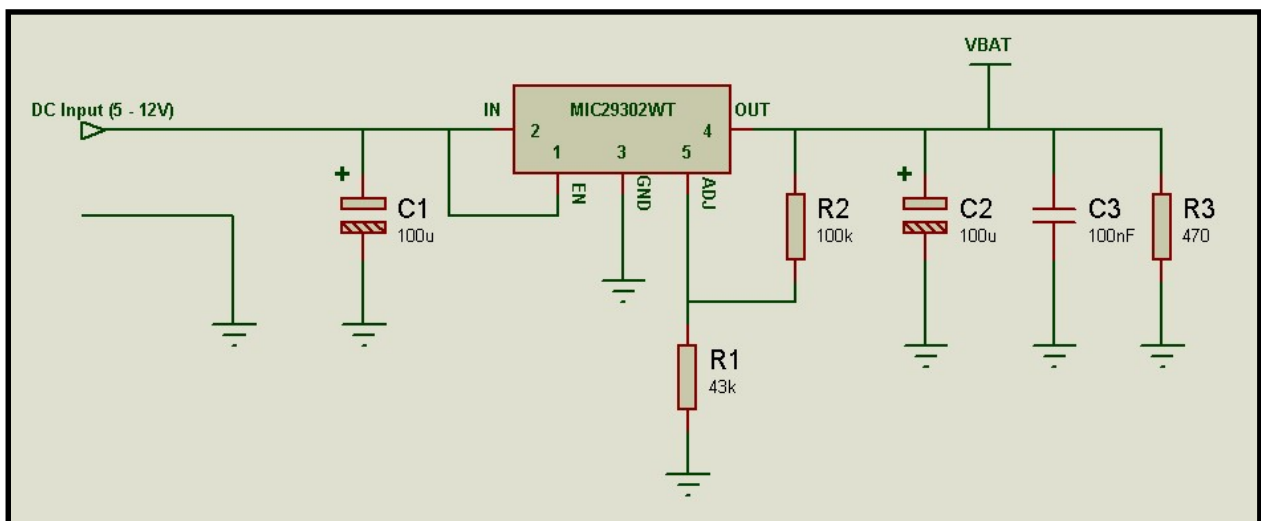 VBAT
DC Input (5 - 12V)
IN
MIC29302WT
OUT
2
4
1
3
5
EN
GND
ADJ
+
C1
100u
R2
100k
+
C2
100u
C3
100nF
R3
470
R1
43k